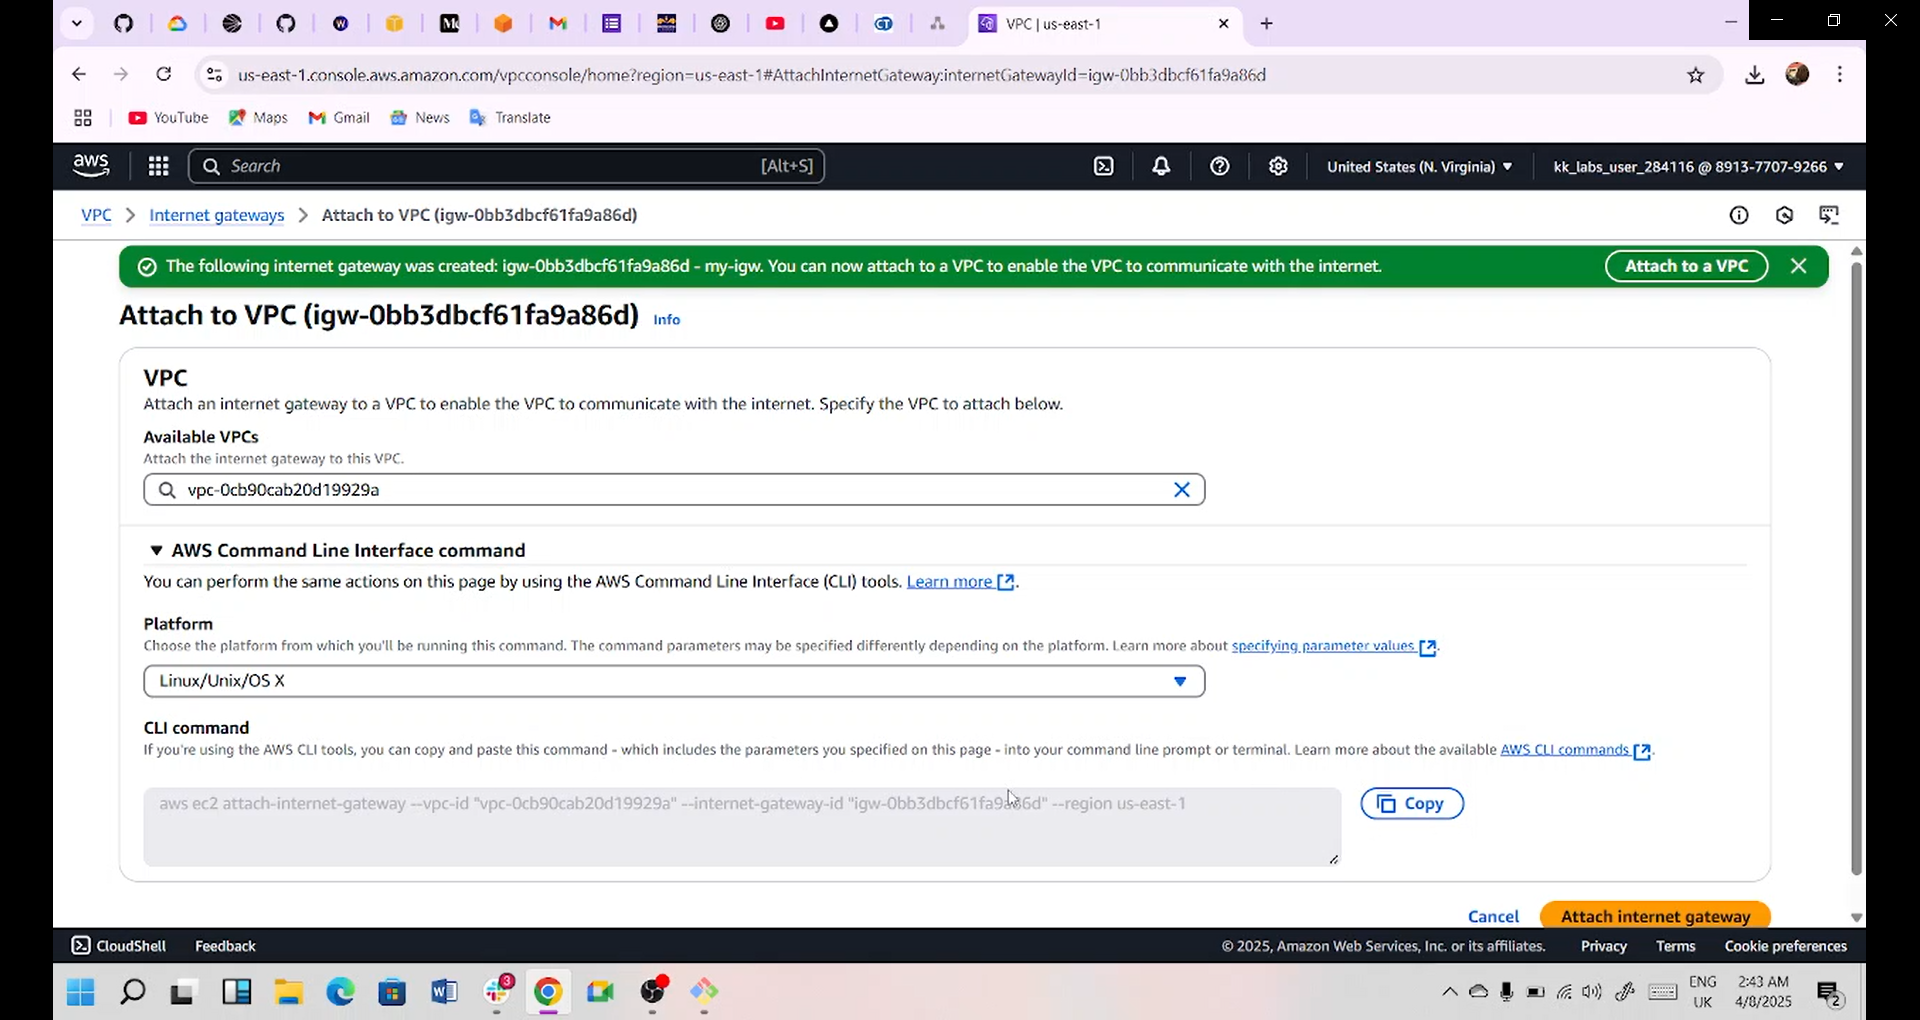 VPC | us-east-1
us-east-1.console.aws.amazon.com/vpcconsole/home?region=us-east-1#AttachInternetGateway:internetGatewayId=igw-0bb3dbcf61fa9a86d
YouTube Maps Gmail News Translate
aws Search [Alt+S] United States (N. Virginia) kk_labs_user_284116 @ 8913-7707-9266
VPC > Internet gateways > Attach to VPC (igw-0bb3dbcf61fa9a86d)
The following internet gateway was created: igw-0bb3dbcf61fa9a86d - my-igw. You can now attach to a VPC to enable the VPC to communicate with the internet. Attach to a VPC
Attach to VPC (igw-0bb3dbcf61fa9a86d) Info
VPC
Attach an internet gateway to a VPC to enable the VPC to communicate with the internet. Specify the VPC to attach below.
Available VPCs
Attach the internet gateway to this VPC.
vpc-0cb90cab20d19929a
AWS Command Line Interface command
You can perform the same actions on this page by using the AWS Command Line Interface (CLI) tools. Learn more.
Platform
Choose the platform from which you'll be running this command. The command parameters may be specified differently depending on the platform. Learn more about specifying parameter values.
Linux/Unix/OS X
CLI command
If you're using the AWS CLI tools, you can copy and paste this command - which includes the parameters you specified on this page - into your command line prompt or terminal. Learn more about the available AWS CLI commands.
aws ec2 attach-internet-gateway --vpc-id "vpc-0cb90cab20d19929a" --internet-gateway-id "igw-0bb3dbcf61fa9a86d" --region us-east-1
Copy
Cancel Attach internet gateway
CloudShell Feedback © 2025, Amazon Web Services, Inc. or its affiliates. Privacy Terms Cookie preferences
3
ENG 2:43 AM
UK 4/8/2025 2